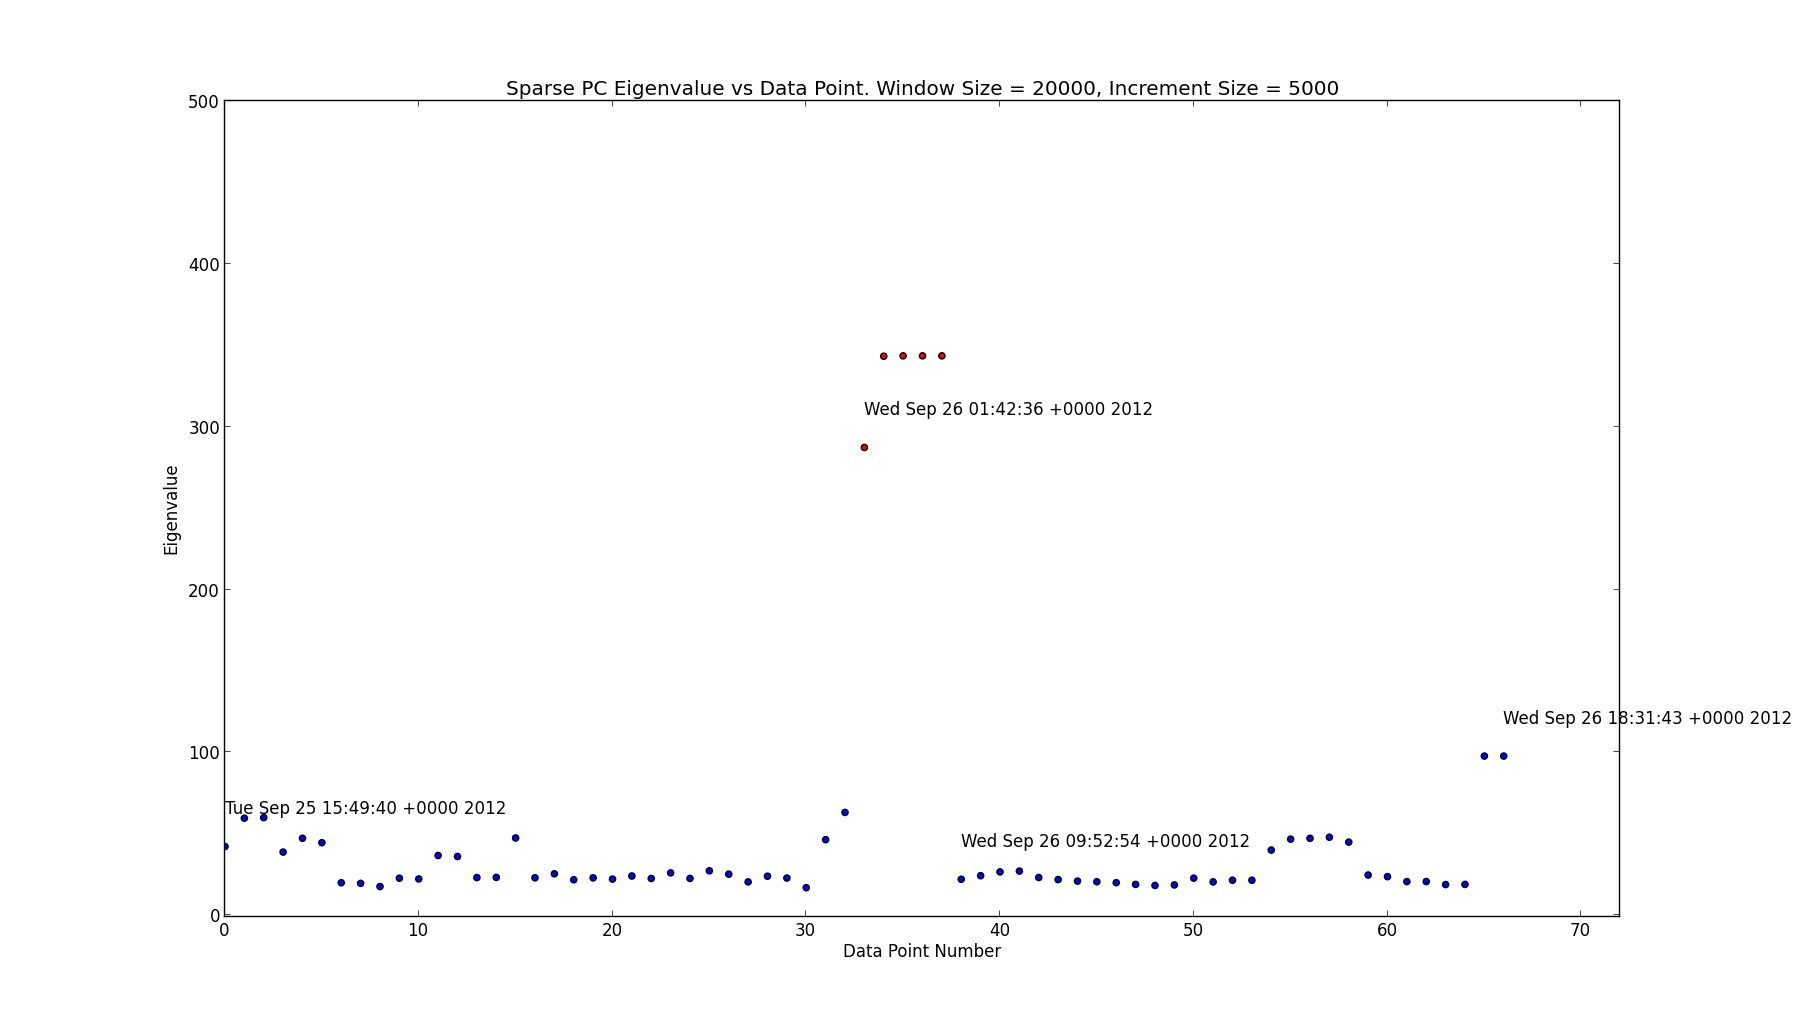 Sparse PC Eigenvalue vs Data Point. Window Size = 20000, Increment Size = 5000
500
400
300
200
100
0
Eigenvalue
Wed Sep 26 01:42:36 +0000 2012
Wed Sep 26 18:31:43 +0000 2012
Tue Sep 25 15:49:40 +0000 2012
Wed Sep 26 09:52:54 +0000 2012
0 10 20 30 40 50 60 70
Data Point Number